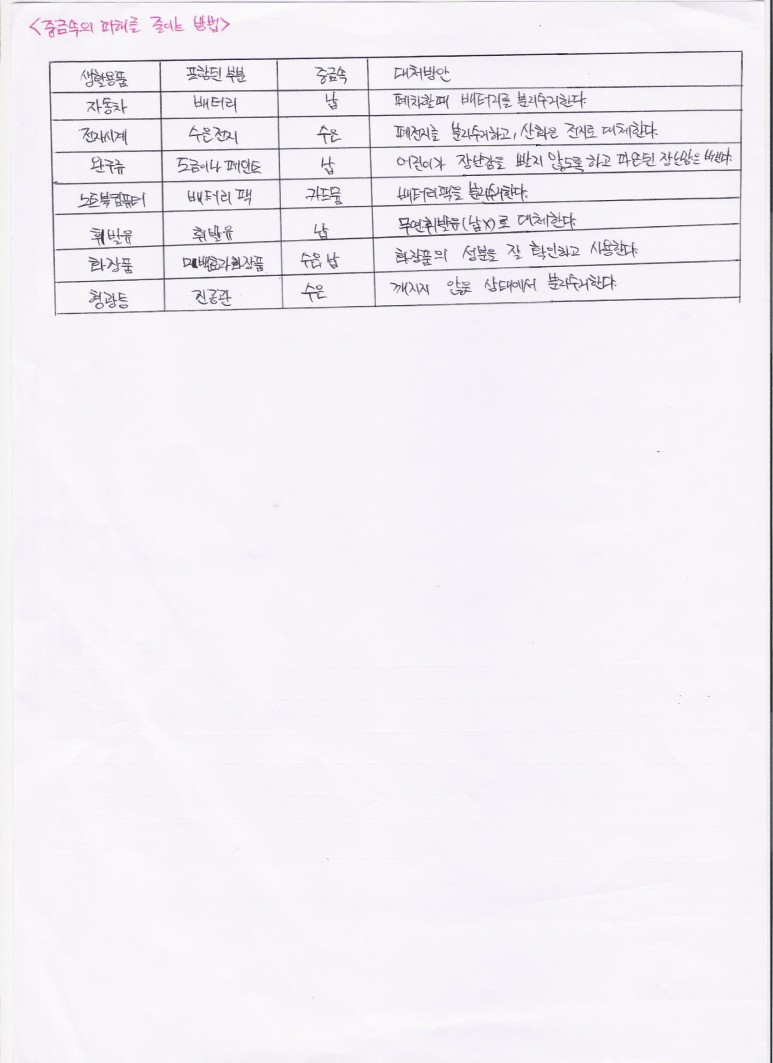 <중금속의 피해를 줄이는 방법>
생활용품 포함된 부분 중금속 대처방안
자동차 배터리 납 폐차할때 배터리를 분리수거한다.
전자시계 수은전지 수은 폐전지를 분리수거하고, 산화은 전지로 대체한다.
완구류 도금이나 페인트 납 어린이가 장난감을 빨지 않도록 하고 파손된 장난감은 버린다.
노트북컴퓨터 배터리 팩 카드뮴 배터리팩을 분리수거한다.
휘발유 휘발유 납 무연휘발유(납X)로 대체한다.
화장품 미백효과화장품 수은, 납 화장품의 성분을 잘 확인하고 사용한다.
형광등 진공관 수은 깨지지 않은 상태에서 분리수거한다.